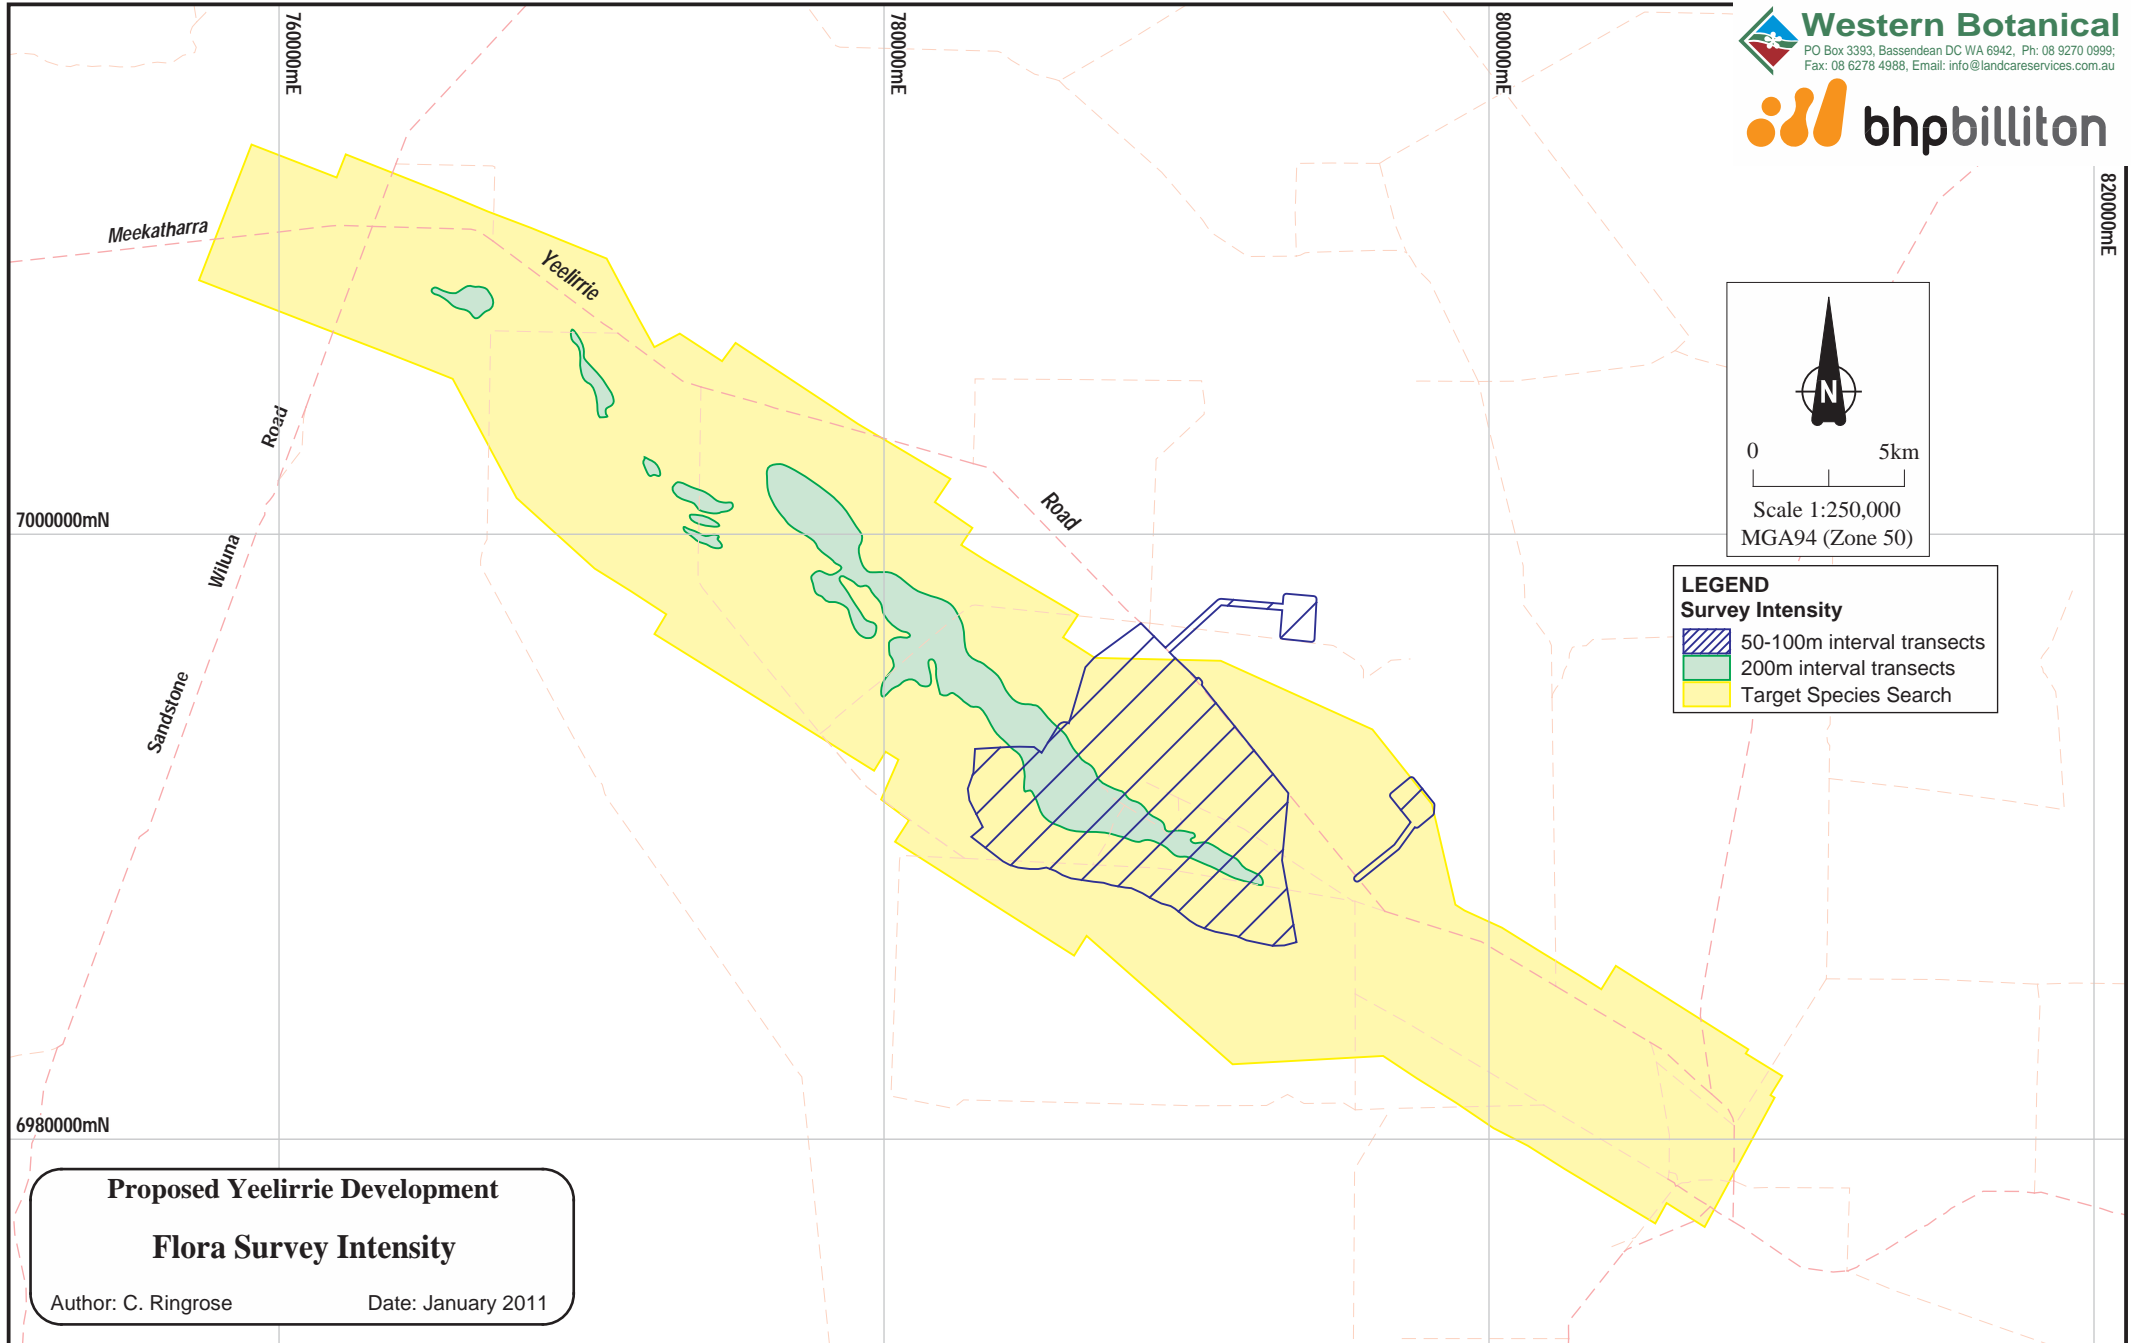 760000mE
780000mE
800000mE
820000mE
Western Botanical
PO Box 3393, Bassendean DC WA 6942, Ph: 08 9270 0999;
Fax: 08 6278 4988, Email: info@landcareservices.com.au
bhpbilliton
Meekatharra
Yeelirrie
Road
Road
Wiluna
Sandstone
7000000mN
6980000mN
N
0 5km
Scale 1:250,000
MGA94 (Zone 50)
LEGEND
Survey Intensity
50-100m interval transects
200m interval transects
Target Species Search
Proposed Yeelirrie Development
Flora Survey Intensity
Author: C. Ringrose Date: January 2011